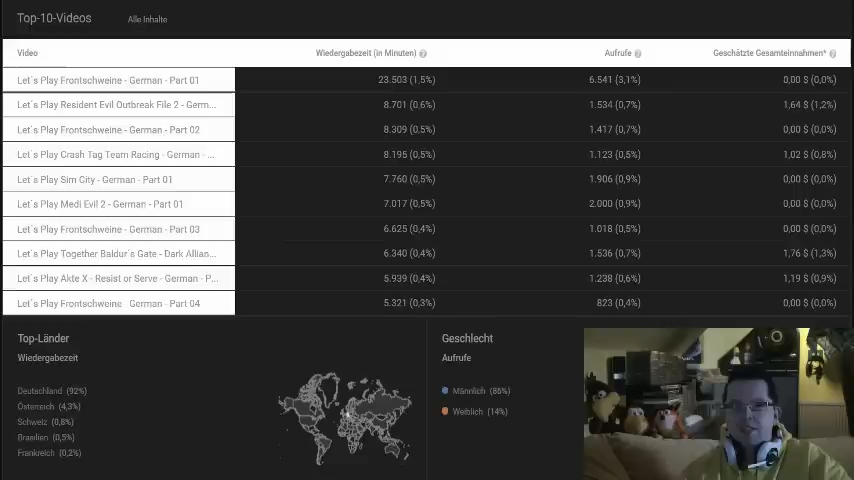 Top-10-Videos Alle Inhalte
Video Wiedergabezeit (in Minuten) ? Aufrufe ? Geschätzte Gesamteinnahmen* ?
Let´s Play Frontschweine - German - Part 01 23.503 (1,5%) 6.541 (3,1%) 0,00 $ (0,0%)
Let´s Play Resident Evil Outbreak File 2 - Germ... 8.701 (0,6%) 1.534 (0,7%) 1,64 $ (1,2%)
Let´s Play Frontschweine - German - Part 02 8.309 (0,5%) 1.417 (0,7%) 0,00 $ (0,0%)
Let´s Play Crash Tag Team Racing - German - ... 8.195 (0,5%) 1.123 (0,5%) 1,02 $ (0,8%)
Let´s Play Sim City - German - Part 01 7.760 (0,5%) 1.906 (0,9%) 0,00 $ (0,0%)
Let´s Play Medi Evil 2 - German - Part 01 7.017 (0,5%) 2.000 (0,9%) 0,00 $ (0,0%)
Let´s Play Frontschweine - German - Part 03 6.625 (0,4%) 1.018 (0,5%) 0,00 $ (0,0%)
Let´s Play Together Baldur´s Gate - Dark Allian... 6.340 (0,4%) 1.536 (0,7%) 1,76 $ (1,3%)
Let´s Play Akte X - Resist or Serve - German - P... 5.939 (0,4%) 1.238 (0,6%) 1,19 $ (0,9%)
Let´s Play Frontschweine German - Part 04 5.321 (0,3%) 823 (0,4%) 0,00 $ (0,0%)
Top-Länder
Wiedergabezeit
Deutschland (92%)
Österreich (4,3%)
Schweiz (0,8%)
Brasilien (0,5%)
Frankreich (0,2%)
Geschlecht
Aufrufe
Männlich (86%)
Weiblich (14%)